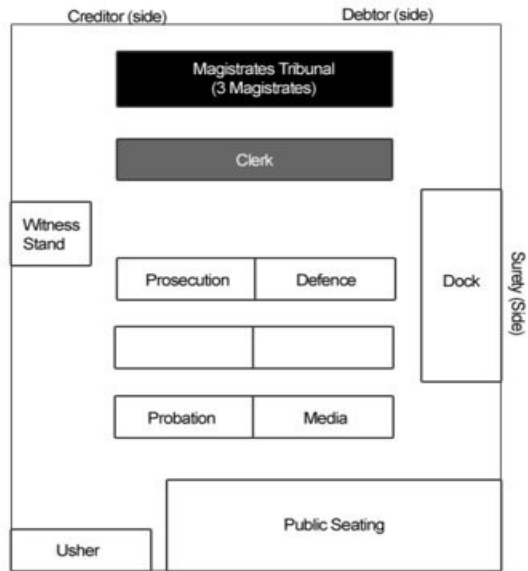 Creditor (side)
Debtor (side)
Magistrates Tribunal
(3 Magistrates)
Clerk
Witness
Stand
Dock
Surely (Side)
Prosecution
Defence
Probation
Media
Public Seating
Usher